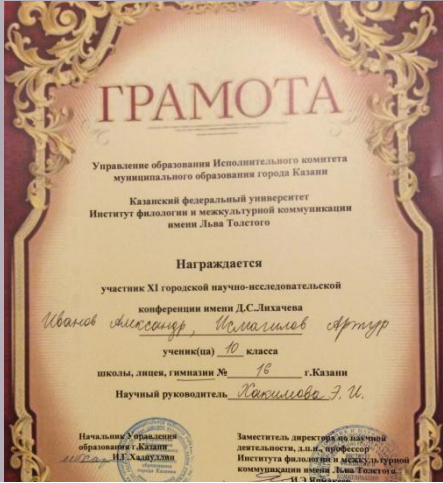 ГРАМОТА
Управление образования Исполнительного комитета
муниципального образования города Казани
Казанский федеральный университет
Институт филологии и межкультурной коммуникации
имени Льва Толстого
Награждается
участник XI городской научно-исследовательской
конференции имени Д.С.Лихачева
Иванов Александр, Исмагилов Артур
ученик(ца) 10 класса
школы, лицея, гимназии № 16 г.Казани
Научный руководитель Хакимова Э. И.
Начальник Управления
образования г.Казани
И.Г.Хадиуллин
Заместитель директора по научной
деятельности, д.п.н., профессор
Института филологии и межкультурной
коммуникации имени Льва Толстого